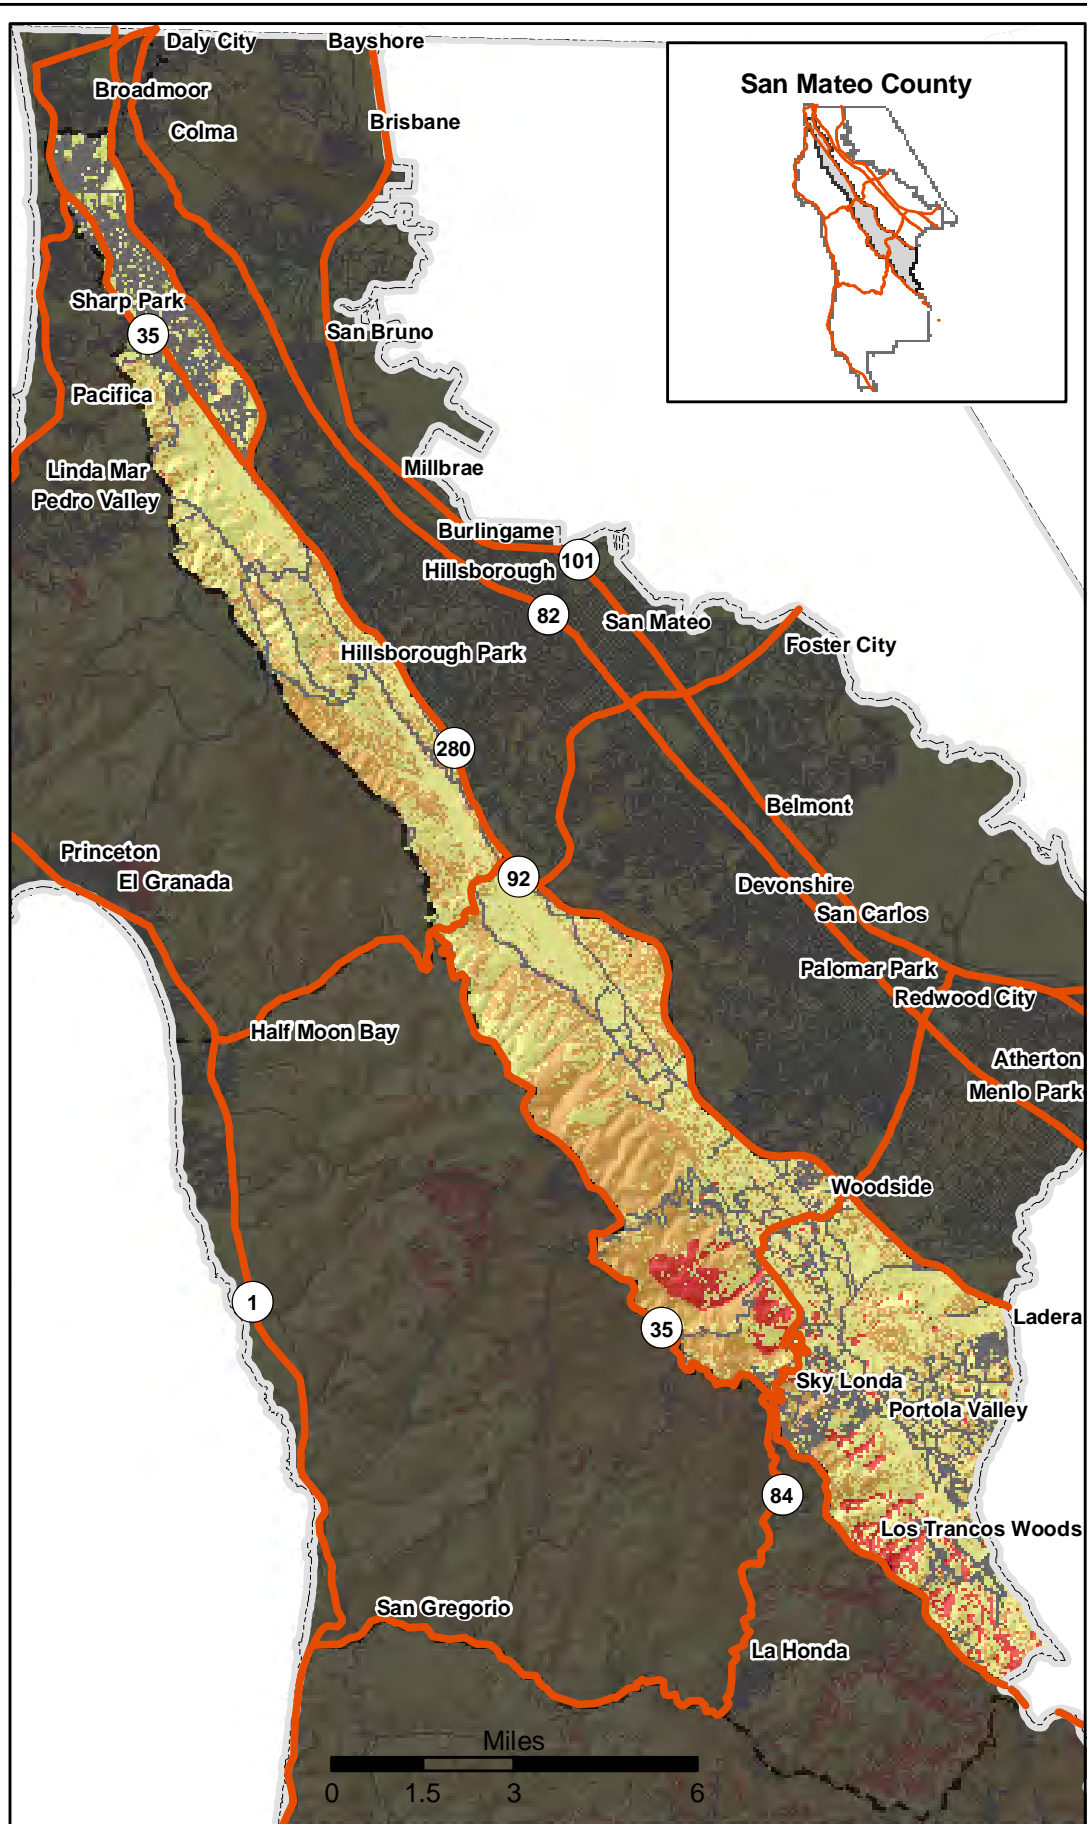 Daly City
Bayshore
San Mateo County
Broadmoor
Brisbane
Colma
Sharp Park
35
San Bruno
Pacifica
Linda Mar
Millbrae
Pedro Valley
Burlingame
101
Hillsborough
82
San Mateo
Foster City
Hillsborough Park
280
Belmont
Princeton
El Granada
92
Devonshire
San Carlos
Palomar Park
Redwood City
Half Moon Bay
Atherton
Menlo Park
Woodside
1
Ladera
35
Sky Londa
Portola Valley
84
Los Trancos Woods
San Gregorio
La Honda
Miles
0 1.5 3 6